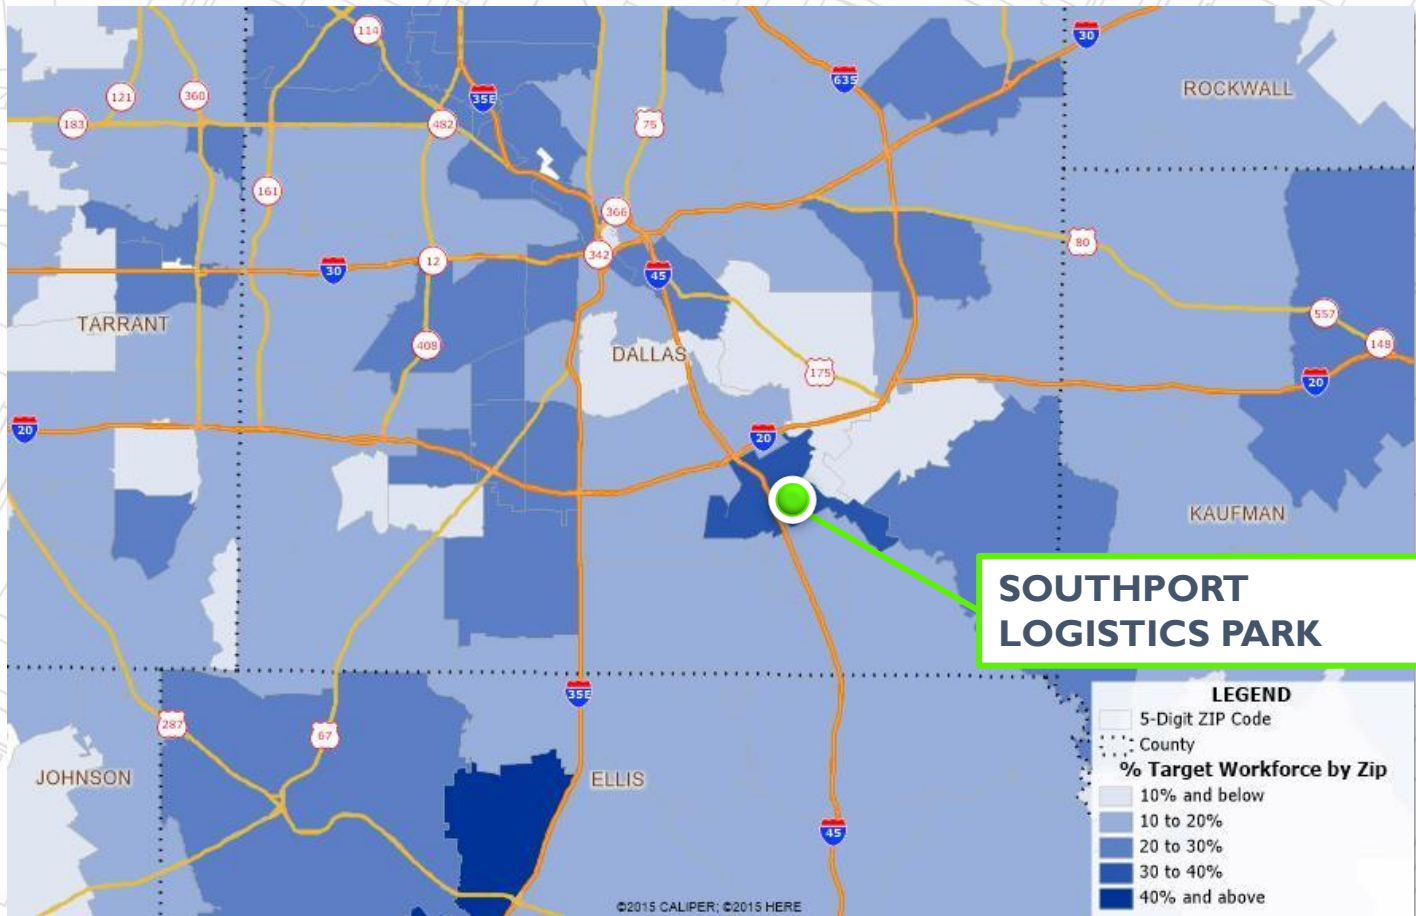 114
30
635
35E
ROCKWALL
121
360
183
482
75
161
366
80
342
12
30
45
TARRANT
557
408
DALLAS
148
175
20
20
20
KAUFMAN
SOUTHPORT
LOGISTICS PARK
35E
287
67
JOHNSON
ELLIS
45
LEGEND
5-Digit ZIP Code
County
% Target Workforce by Zip
10% and below
10 to 20%
20 to 30%
30 to 40%
40% and above
©2015 CALIPER; ©2015 HERE